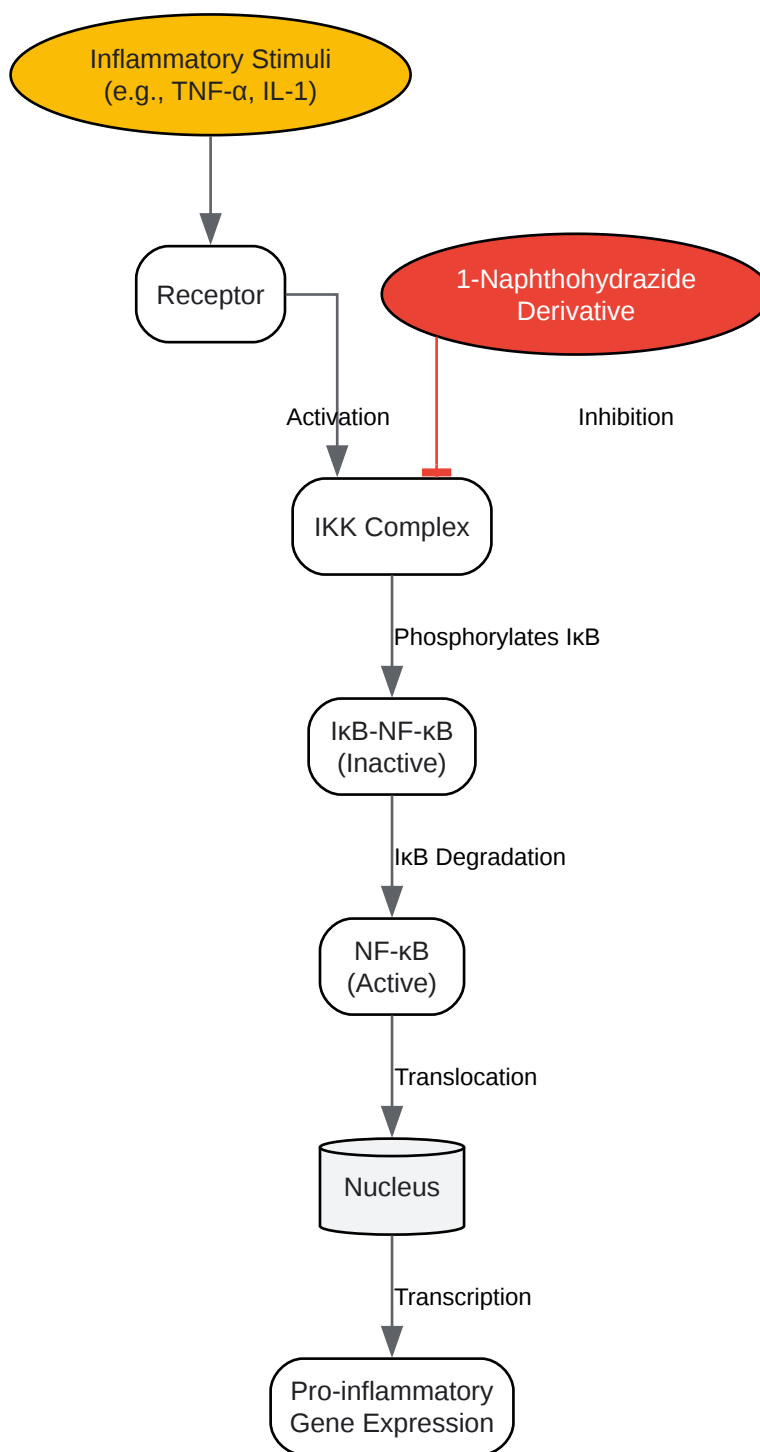 Inflammatory Stimuli
(e.g., TNF-α, IL-1)
Receptor
1-Naphthohydrazide
Derivative
Activation
Inhibition
IKK Complex
Phosphorylates IκB
IκB-NF-κB
(Inactive)
IκB Degradation
NF-κB
(Active)
Translocation
Nucleus
Transcription
Pro-inflammatory
Gene Expression